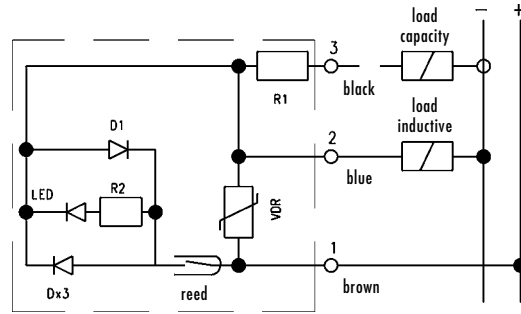 load
capacity
−
+
3
R1
black
D1
load
inductive
2
LED
R2
blue
VDR
1
Dx3
reed
brown